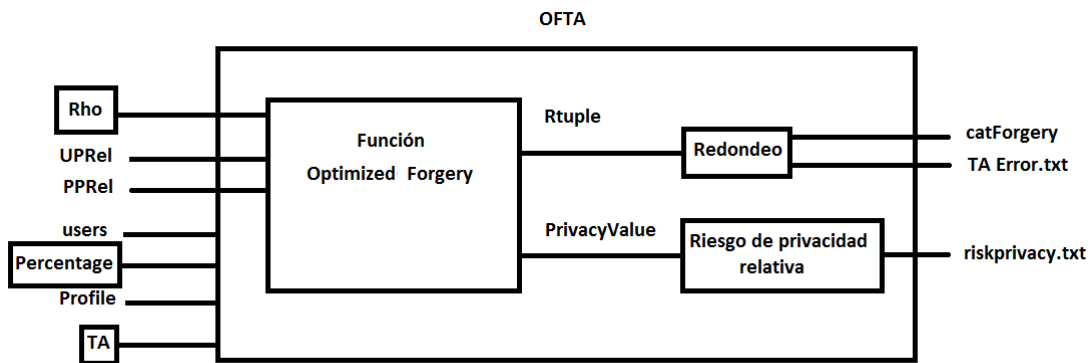 OFTA
Rho
UPRel
PPRel
users
Percentage
Profile
TA
Función
Optimized Forgery
Rtuple
PrivacyValue
Redondeo
Riesgo de privacidad
relativa
catForgery
TA Error.txt
riskprivacy.txt